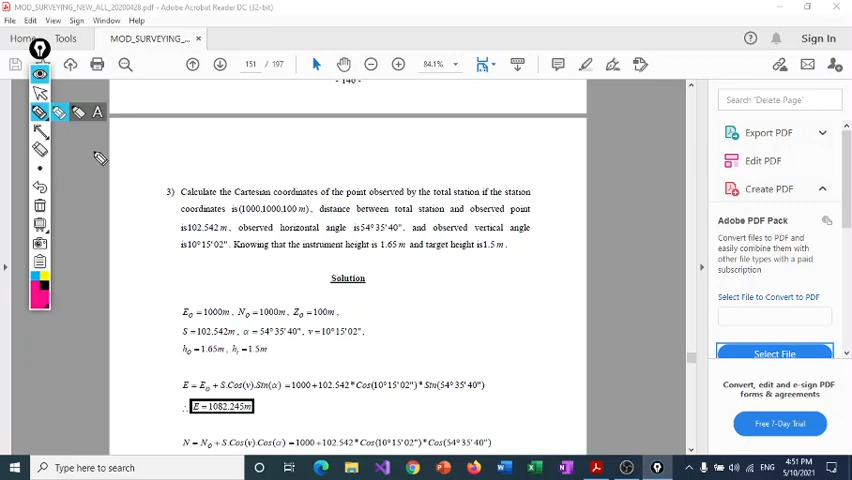 MOD_SURVEYING_NEW_ALL_20200428.pdf - Adobe Acrobat Reader DC (32-bit)
File Edit View Sign Window Help
Home Tools MOD_SURVEYING_... × Sign In
151 / 197 84.1%
- 140 -
Search 'Delete Page'
Export PDF
Edit PDF
Create PDF
Adobe PDF Pack
Convert files to PDF and
easily combine them with
other file types with a paid
subscription
Select File to Convert to PDF
Select File
Convert, edit and e-sign PDF
forms & agreements
Free 7-Day Trial
A
3) Calculate the Cartesian coordinates of the point observed by the total station if the station
coordinates is (1000,1000,100 m), distance between total station and observed point
is 102.542 m, observed horizontal angle is 54° 35' 40", and observed vertical angle
is 10° 15' 02". Knowing that the instrument height is 1.65 m and target height is 1.5 m.
Solution
E₀ = 1000m, N₀ = 1000m, Z₀ = 100m,
S = 102.542m, α = 54° 35' 40", v = 10° 15' 02",
h₀ = 1.65m, hₜ = 1.5m
E = E₀ + S.Cos(v).Sin(α) = 1000 + 102.542 * Cos(10° 15' 02") * Sin(54° 35' 40")
∴ E = 1082.245m
N = N₀ + S.Cos(v).Cos(α) = 1000 + 102.542 * Cos(10° 15' 02") * Cos(54° 35' 40")
Type here to search
ENG
4:51 PM
5/10/2021